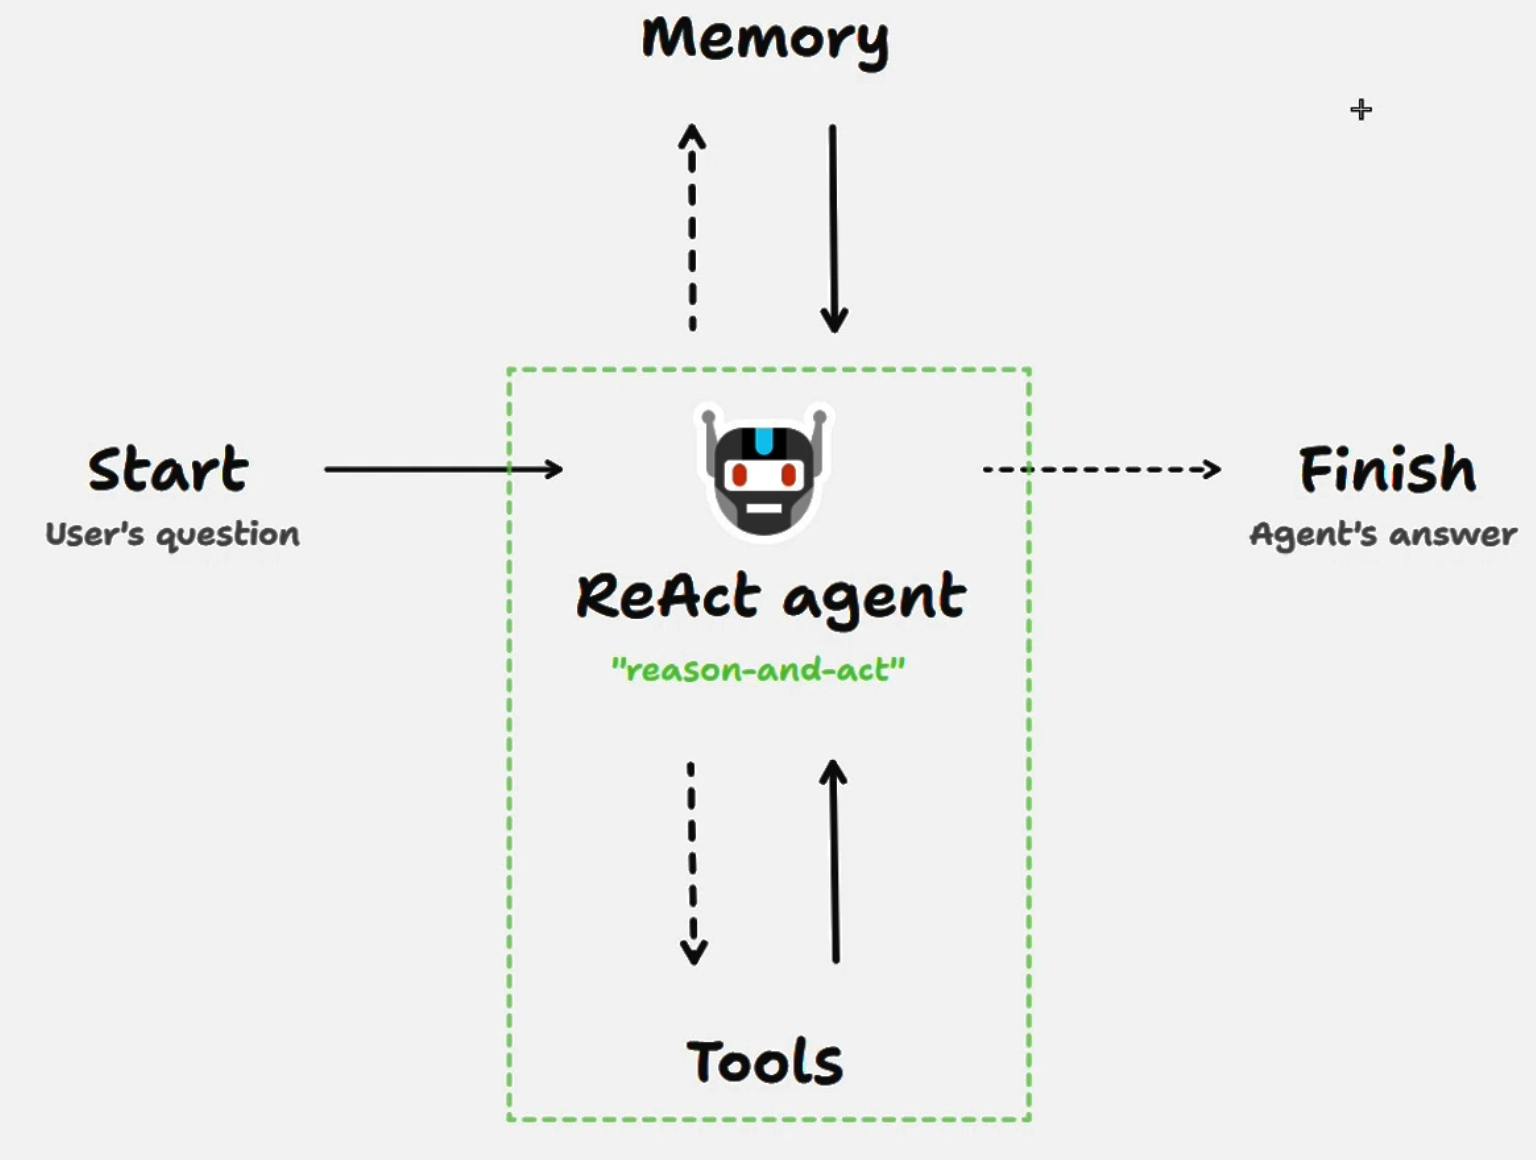 Memory
Start
User's question
Finish
Agent's answer
ReAct agent
"reason-and-act"
Tools